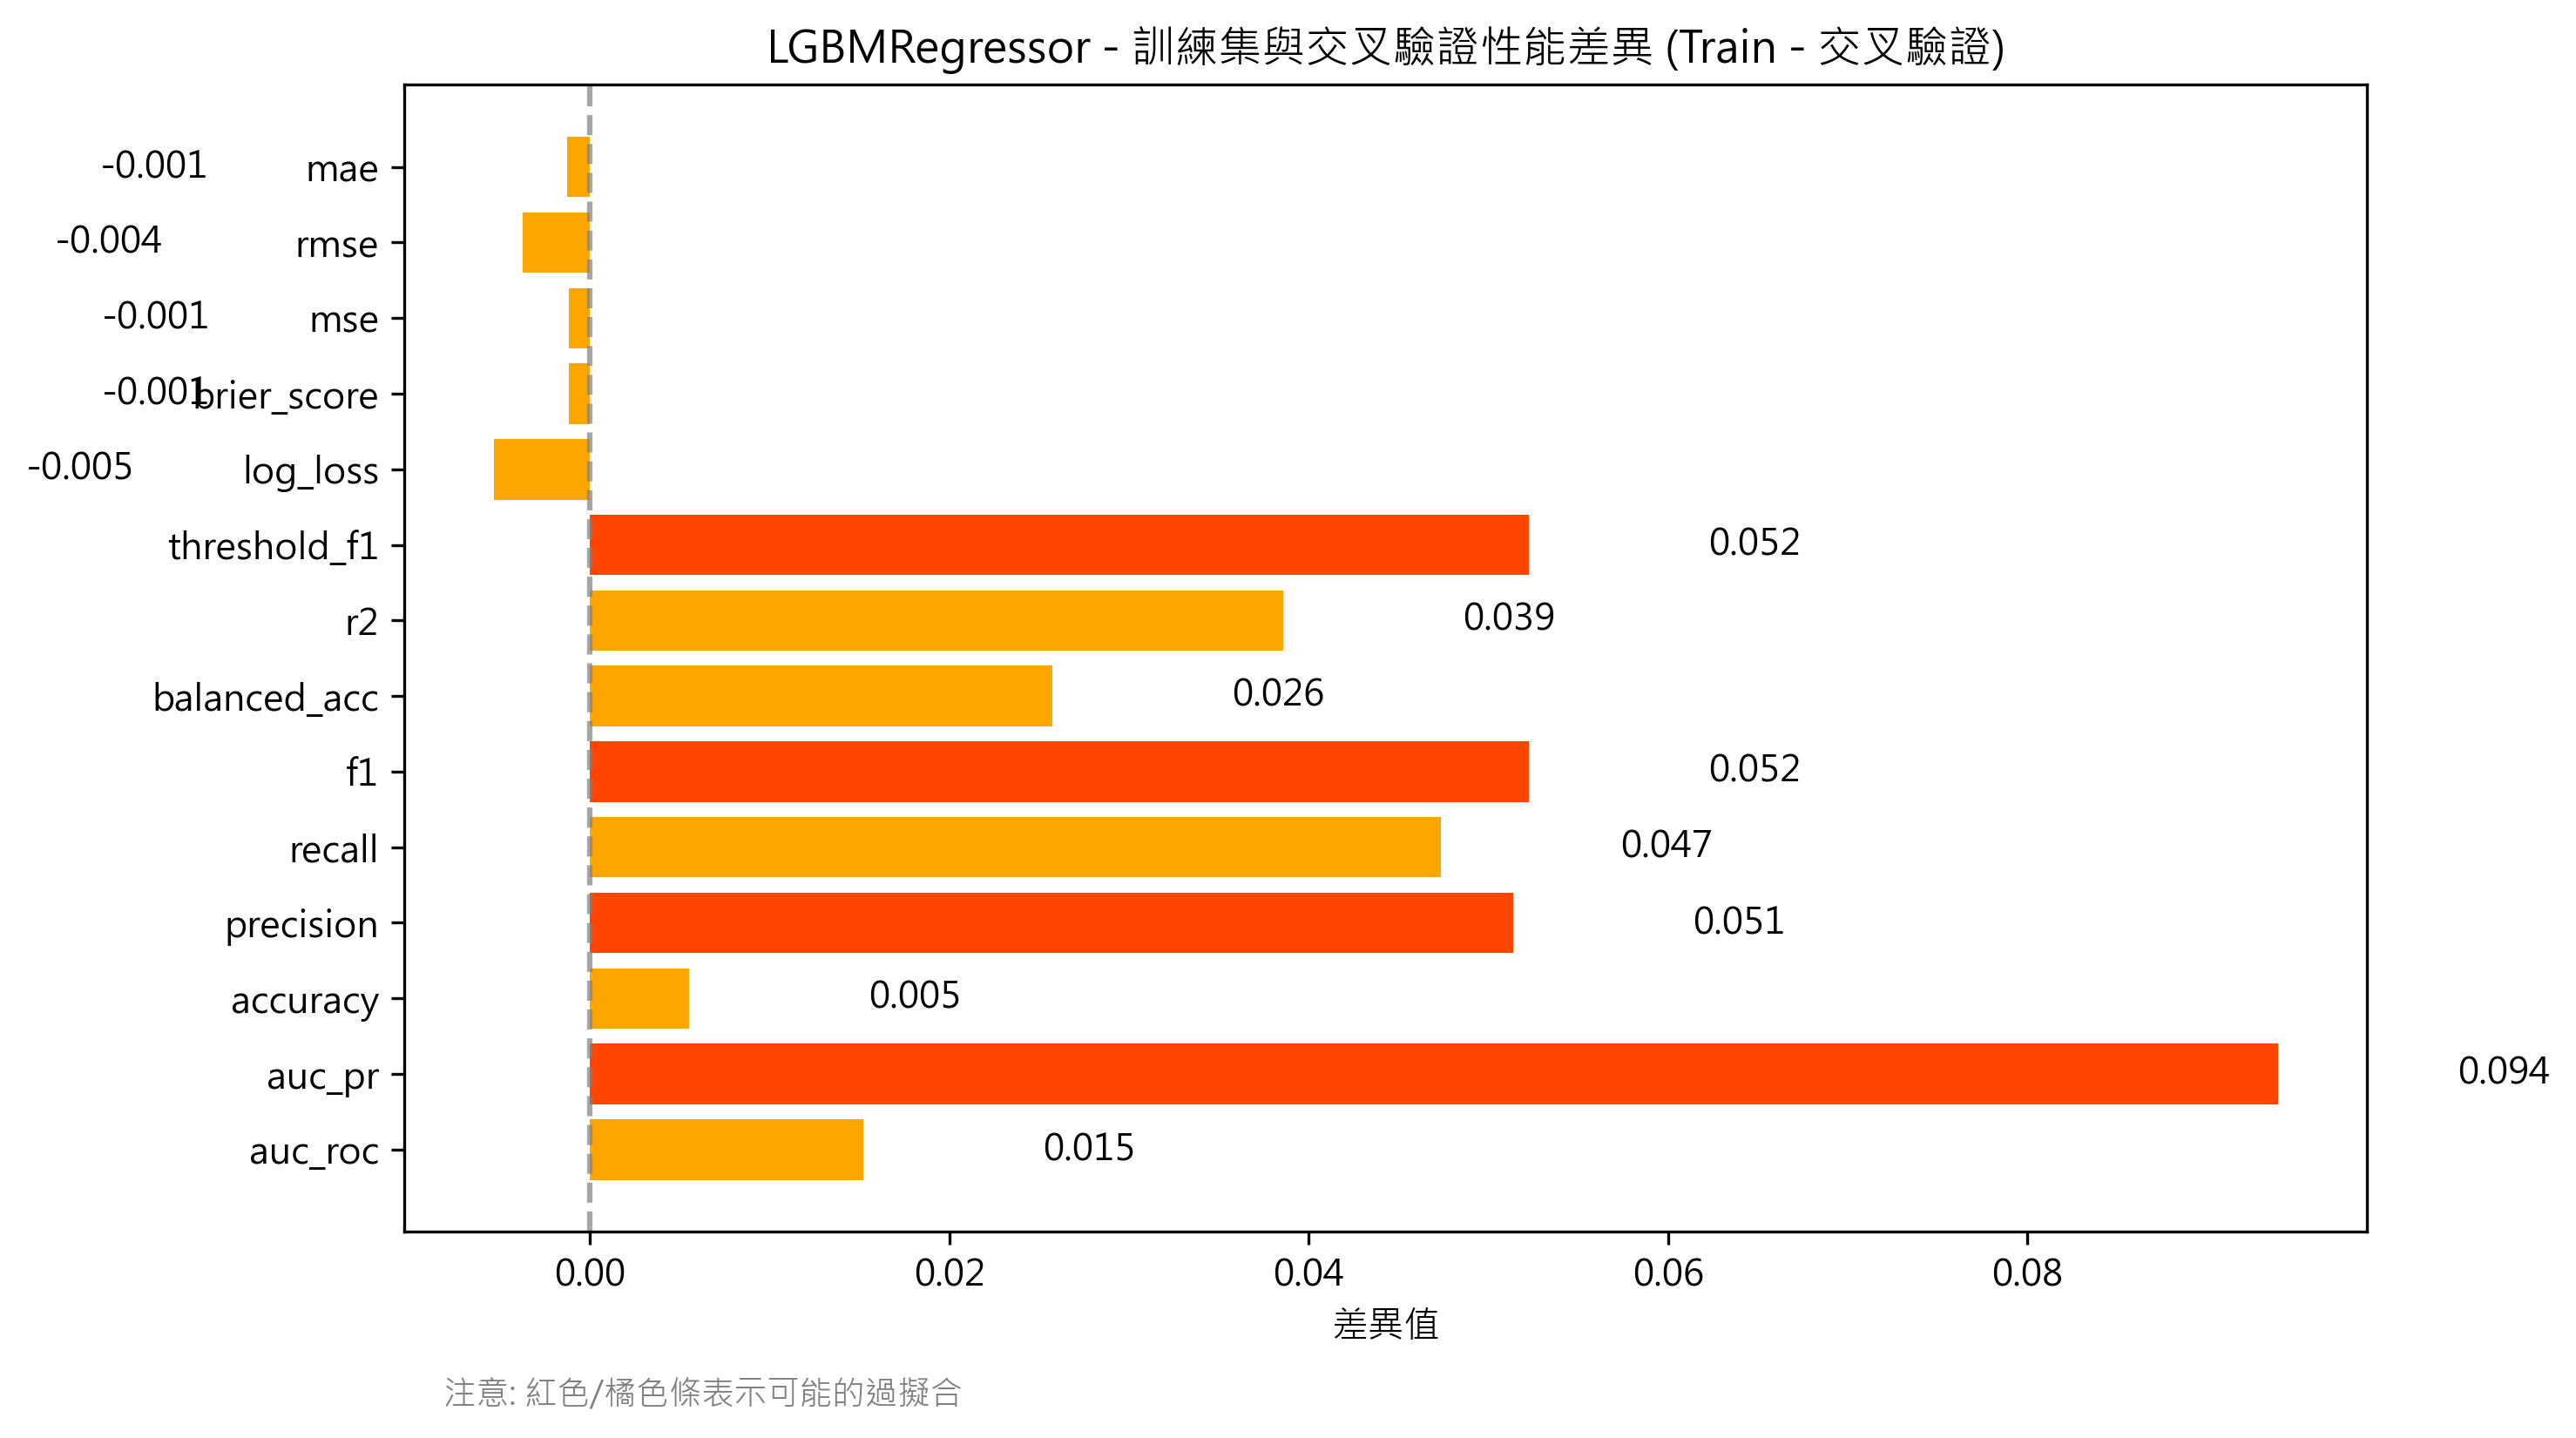 LGBMRegressor - 訓練集與交叉驗證性能差異 (Train - 交叉驗證)
-0.001 mae
-0.004 rmse
-0.001 mse
-0.001 brier_score
-0.005 log_loss
threshold_f1 0.052
r2 0.039
balanced_acc 0.026
f1 0.052
recall 0.047
precision 0.051
accuracy 0.005
auc_pr 0.094
auc_roc 0.015
0.00 0.02 0.04 0.06 0.08
差異值
注意: 紅色/橘色條表示可能的過擬合